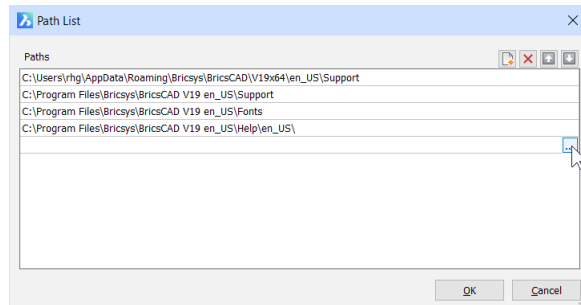 Path List
Paths
C:\Users\rhg\AppData\Roaming\Bricsys\BricsCAD\V19x64\en_US\Support
C:\Program Files\Bricsys\BricsCAD V19 en_US\Support
C:\Program Files\Bricsys\BricsCAD V19 en_US\Fonts
C:\Program Files\Bricsys\BricsCAD V19 en_US\Help\en_US\
...
OK Cancel